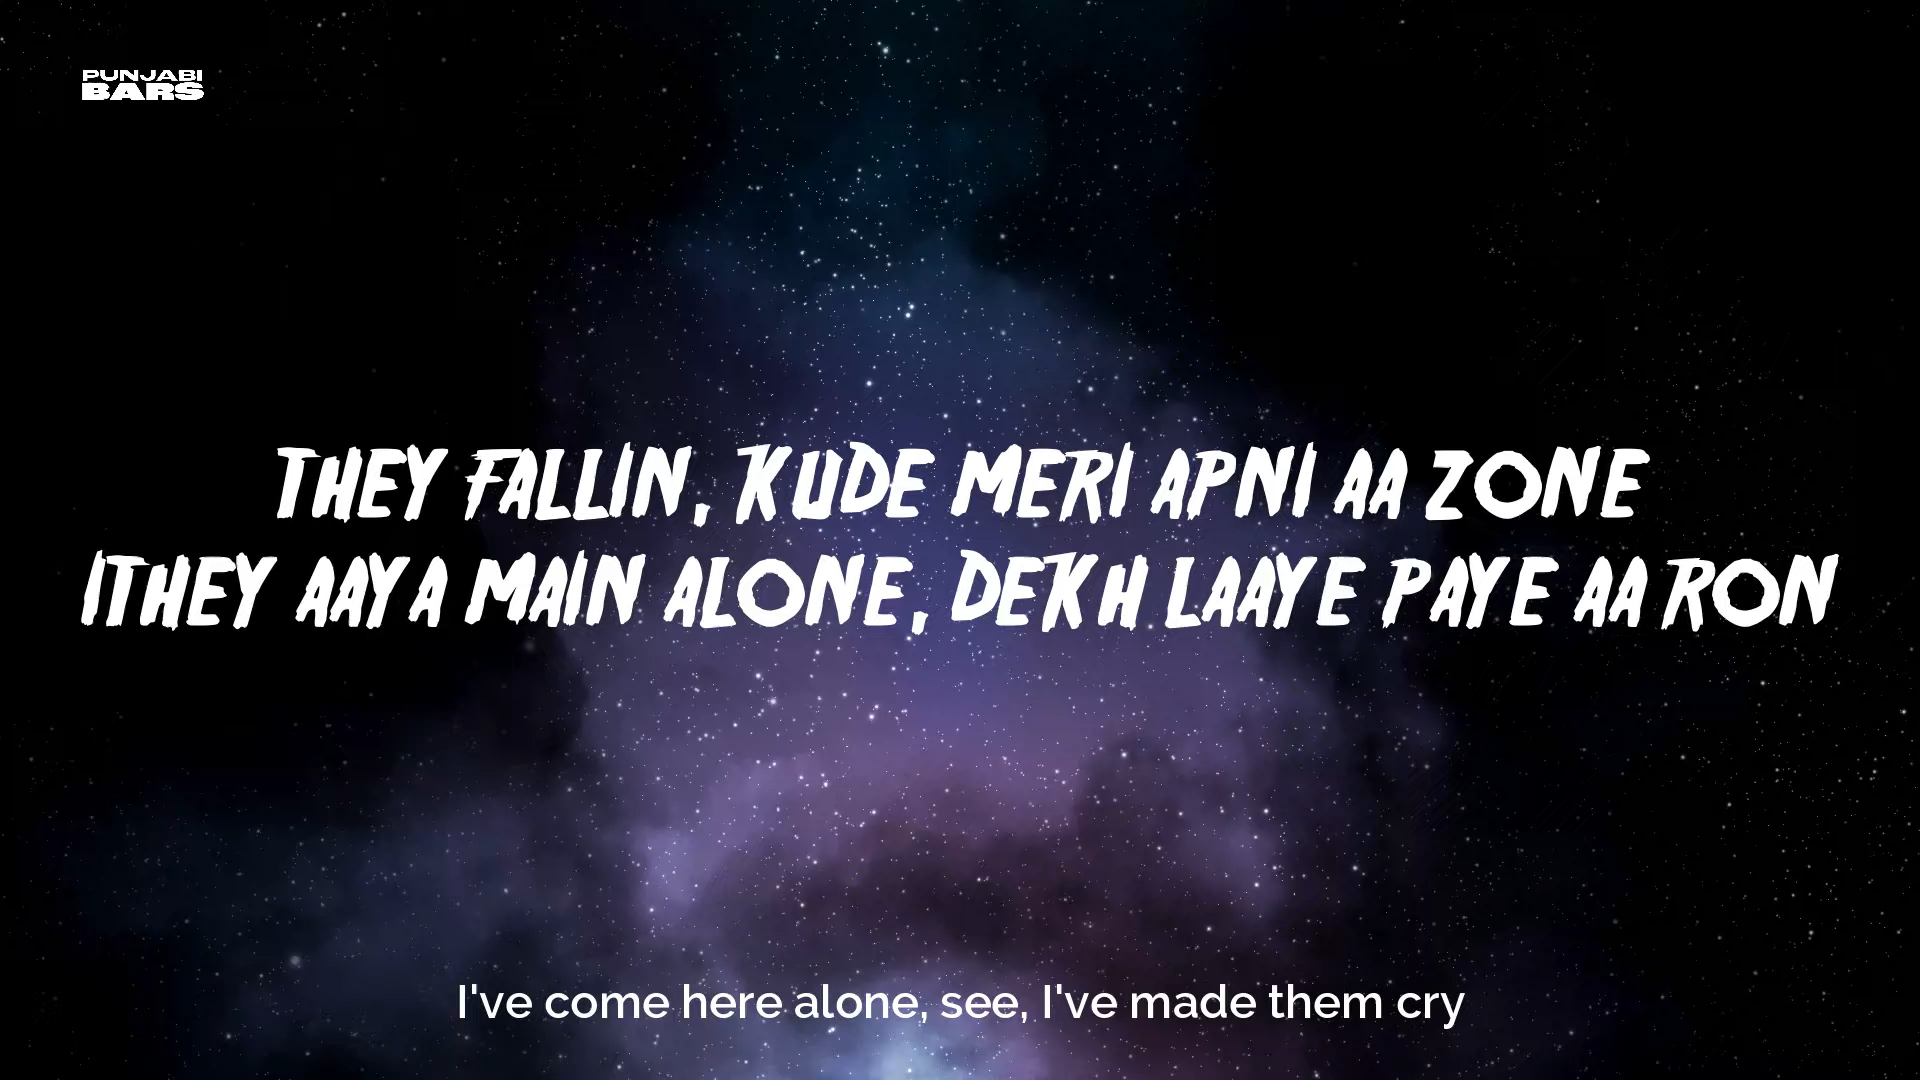 PUNJABI
BARS
THEY FALLIN, KUDE MERI APNI AA ZONE
ITHEY AAYA MAIN ALONE, DEKH LAAYE PAYE AA RON
I've come here alone, see, I've made them cry